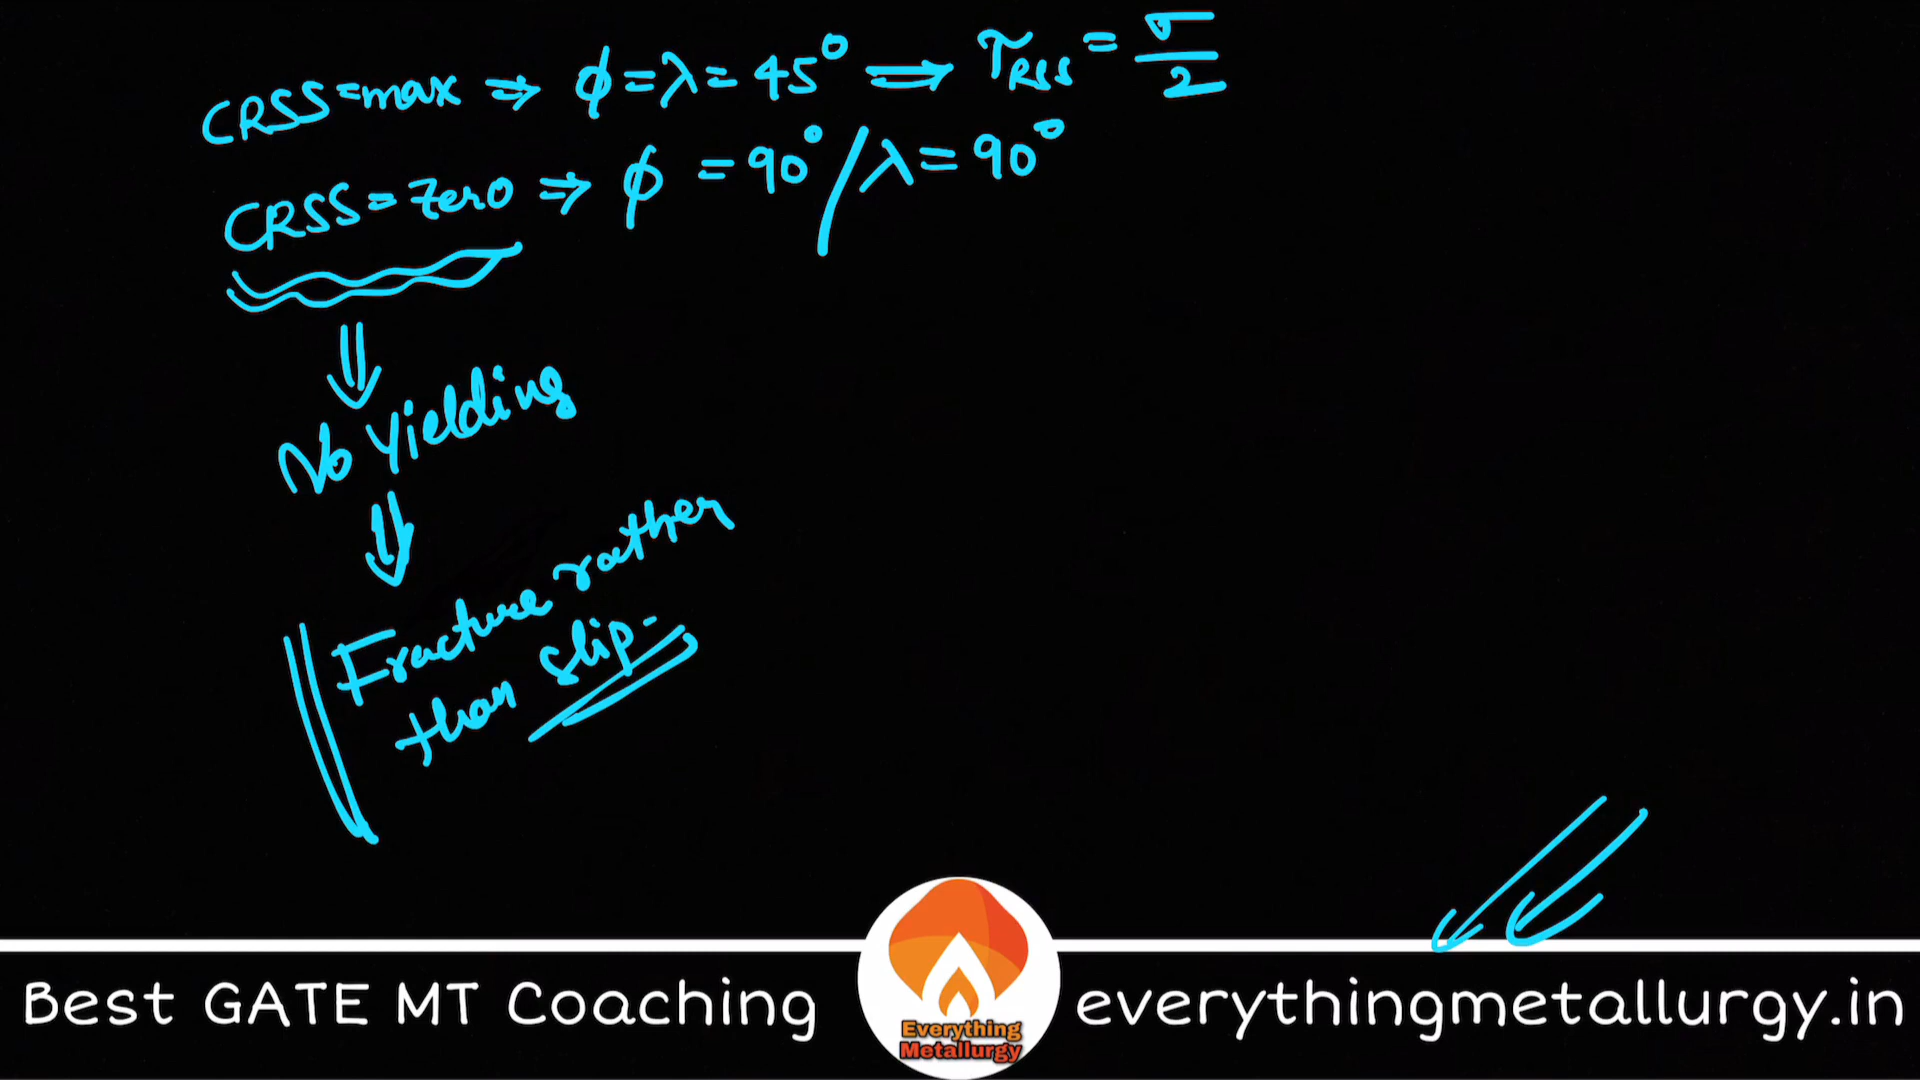 CRSS=max ⇒ ϕ=λ=45° ⇒ τRSS = σ/2
CRSS=Zero ⇒ ϕ = 90° / λ=90°
⇓
No Yielding
⇓
Fracture rather
than slip.
Best GATE MT Coaching
Everything
Metallurgy
everythingmetallurgy.in